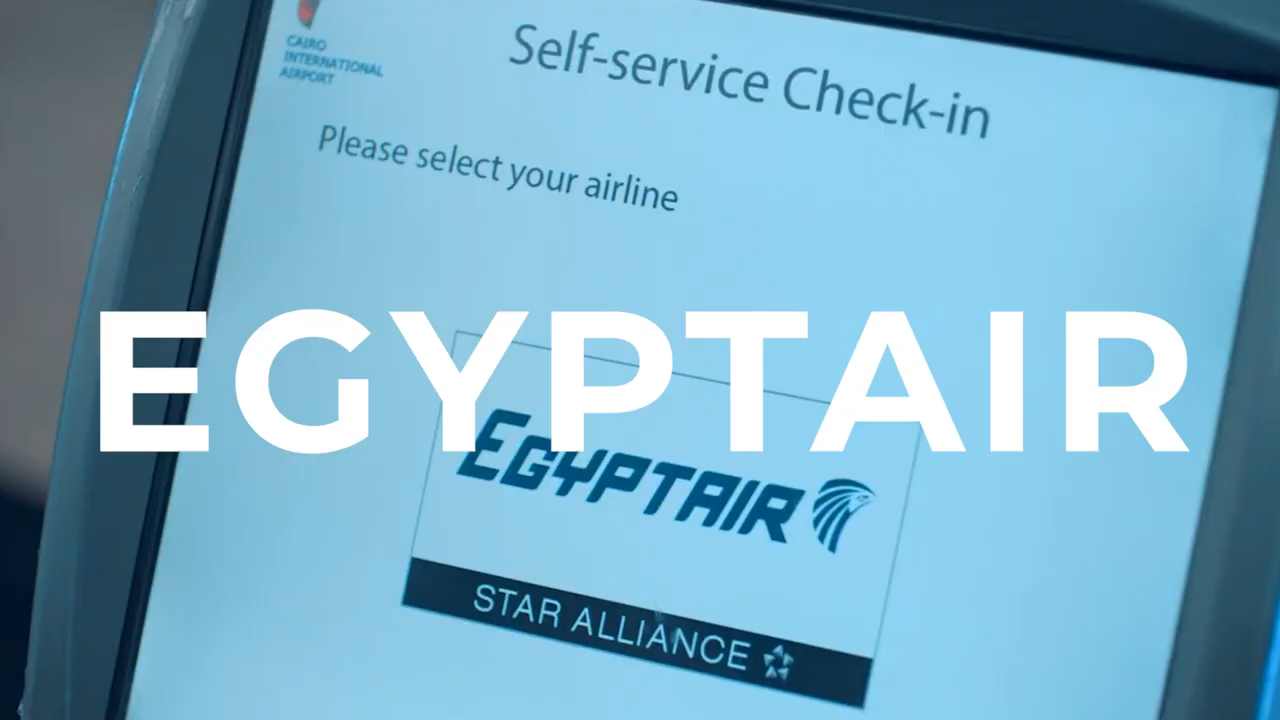 CAIRO
INTERNATIONAL
AIRPORT
Self-service Check-in
Please select your airline
EGYPTAIR
EGYPTAIR
STAR ALLIANCE